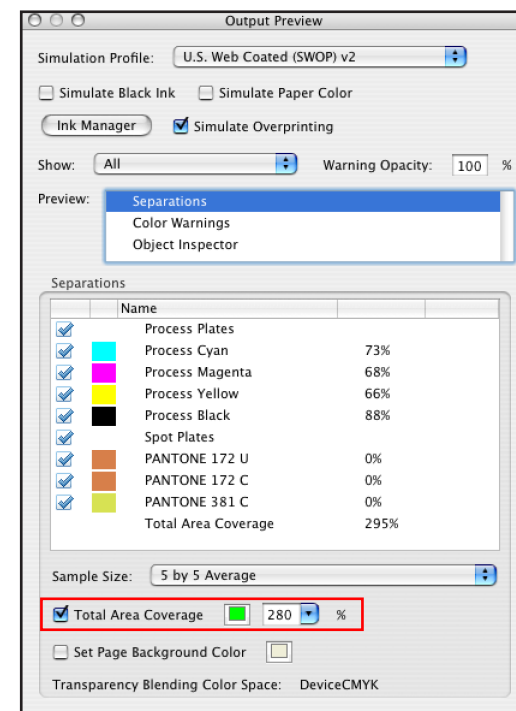 Output Preview
Simulation Profile: U.S. Web Coated (SWOP) v2
Simulate Black Ink Simulate Paper Color
Ink Manager Simulate Overprinting
Show: All Warning Opacity: 100 %
Preview: Separations
Color Warnings
Object Inspector
Separations
Name
Process Plates
Process Cyan 73%
Process Magenta 68%
Process Yellow 66%
Process Black 88%
Spot Plates
PANTONE 172 U 0%
PANTONE 172 C 0%
PANTONE 381 C 0%
Total Area Coverage 295%
Sample Size: 5 by 5 Average
Total Area Coverage 280 %
Set Page Background Color
Transparency Blending Color Space: DeviceCMYK